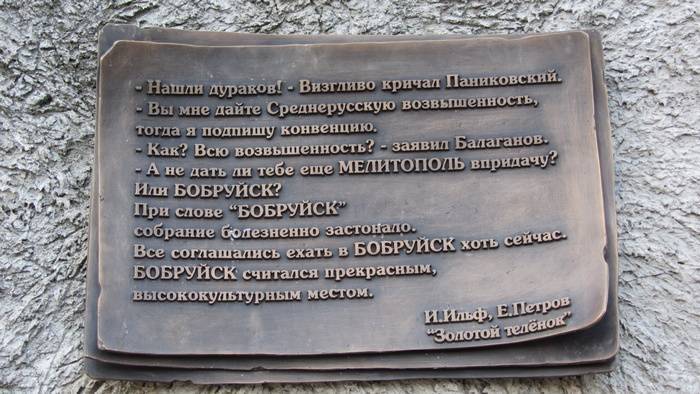 - Нашли дураков! - Визгливо кричал Паниковский.
- Вы мне дайте Среднерусскую возвышенность,
тогда я подпишу конвенцию.
- Как? Всю возвышенность? - заявил Балаганов.
- А не дать ли тебе еще МЕЛИТОПОЛЬ впридачу?
Или БОБРУЙСК?
При слове “БОБРУЙСК”
собрание болезненно застонало.
Все соглашались ехать в БОБРУЙСК хоть сейчас.
БОБРУЙСК считался прекрасным,
высококультурным местом.
И.Ильф, Е.Петров
“Золотой телёнок”